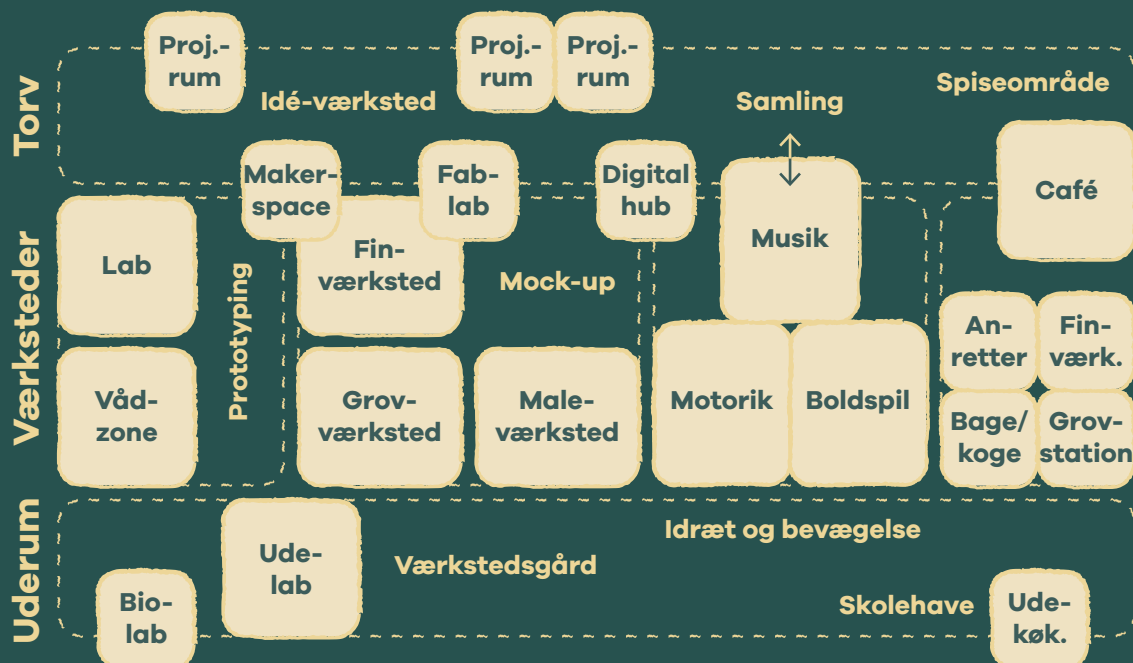 Torv
Proj.-
rum
Proj.-
rum
Proj.-
rum
Idé-værksted
Samling
Spiseområde
Maker-
space
Fab-
lab
Digital
hub
Café
Værksteder
Lab
Prototyping
Fin-
værksted
Mock-up
Musik
Våd-
zone
Grov-
værksted
Male-
værksted
Motorik
Boldspil
An-
retter
Fin-
værk.
Bage/
koge
Grov-
station
Uderum
Ude-
lab
Bio-
lab
Værkstedsgård
Idræt og bevægelse
Skolehave
Ude-
køk.